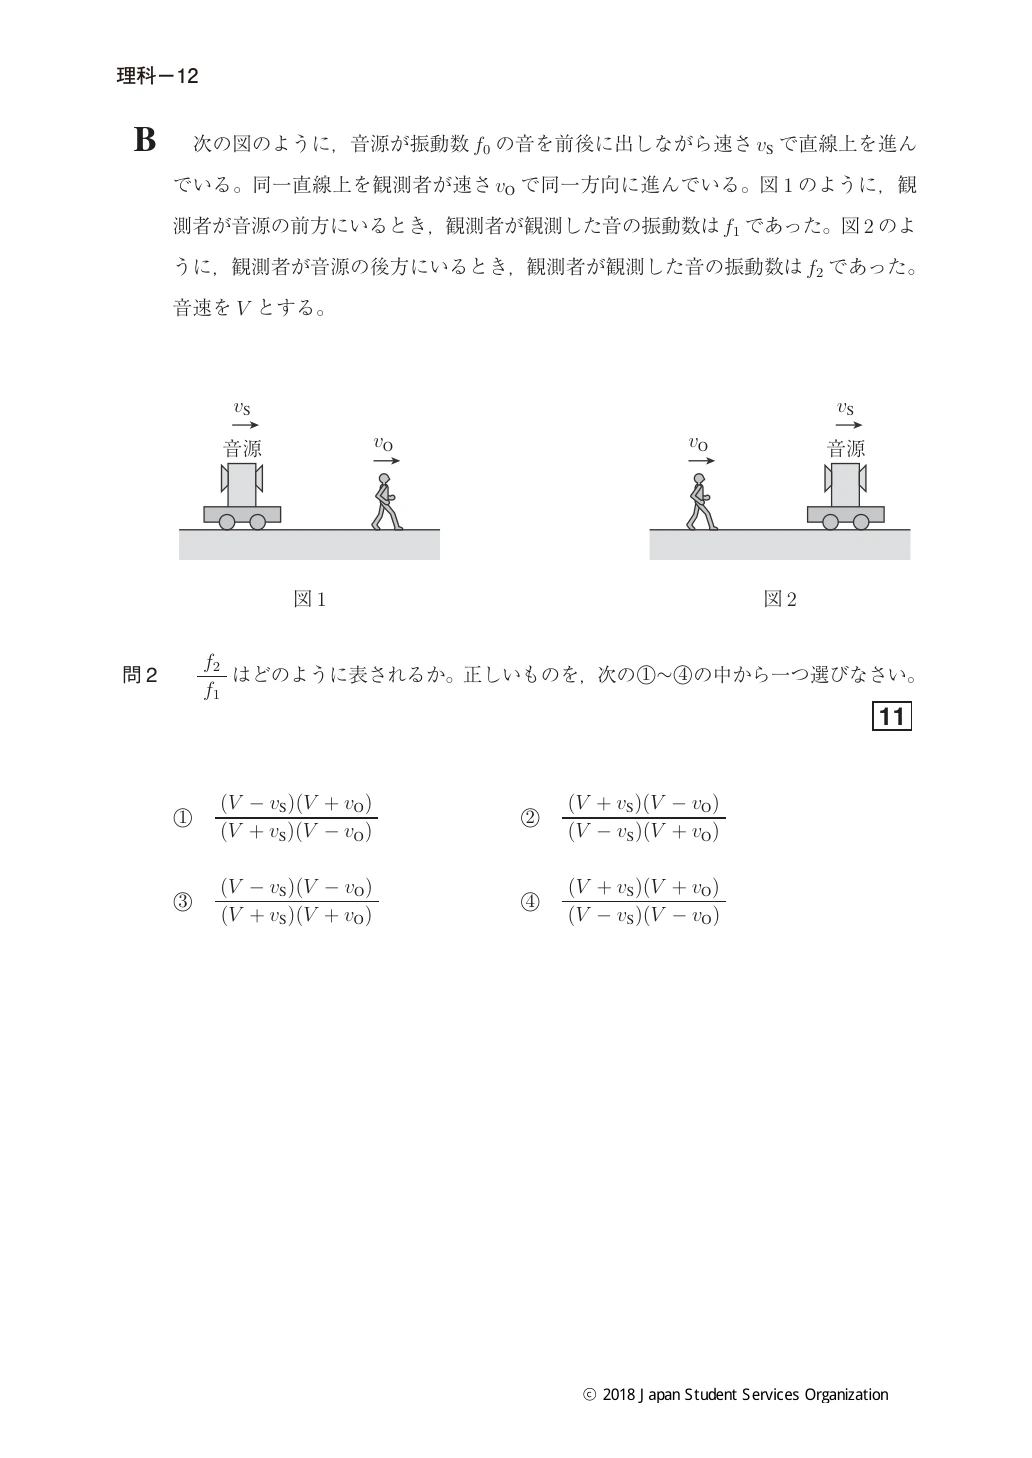 理科－12
B　次の図のように，音源が振動数 f0 の音を前後に出しながら速さ vS で直線上を進ん
でいる。同一直線上を観測者が速さ vO で同一方向に進んでいる。図 1 のように，観
測者が音源の前方にいるとき，観測者が観測した音の振動数は f1 であった。図 2 のよ
うに，観測者が音源の後方にいるとき，観測者が観測した音の振動数は f2 であった。
音速を V とする。
vS
音源
vO
図 1
vO
vS
音源
図 2
問 2　f2/f1 はどのように表されるか。正しいものを，次の①～④の中から一つ選びなさい。
11
① (V − vS)(V + vO)/(V + vS)(V − vO)　② (V + vS)(V − vO)/(V − vS)(V + vO)
③ (V − vS)(V − vO)/(V + vS)(V + vO)　④ (V + vS)(V + vO)/(V − vS)(V − vO)
© 2018 Japan Student Services Organization